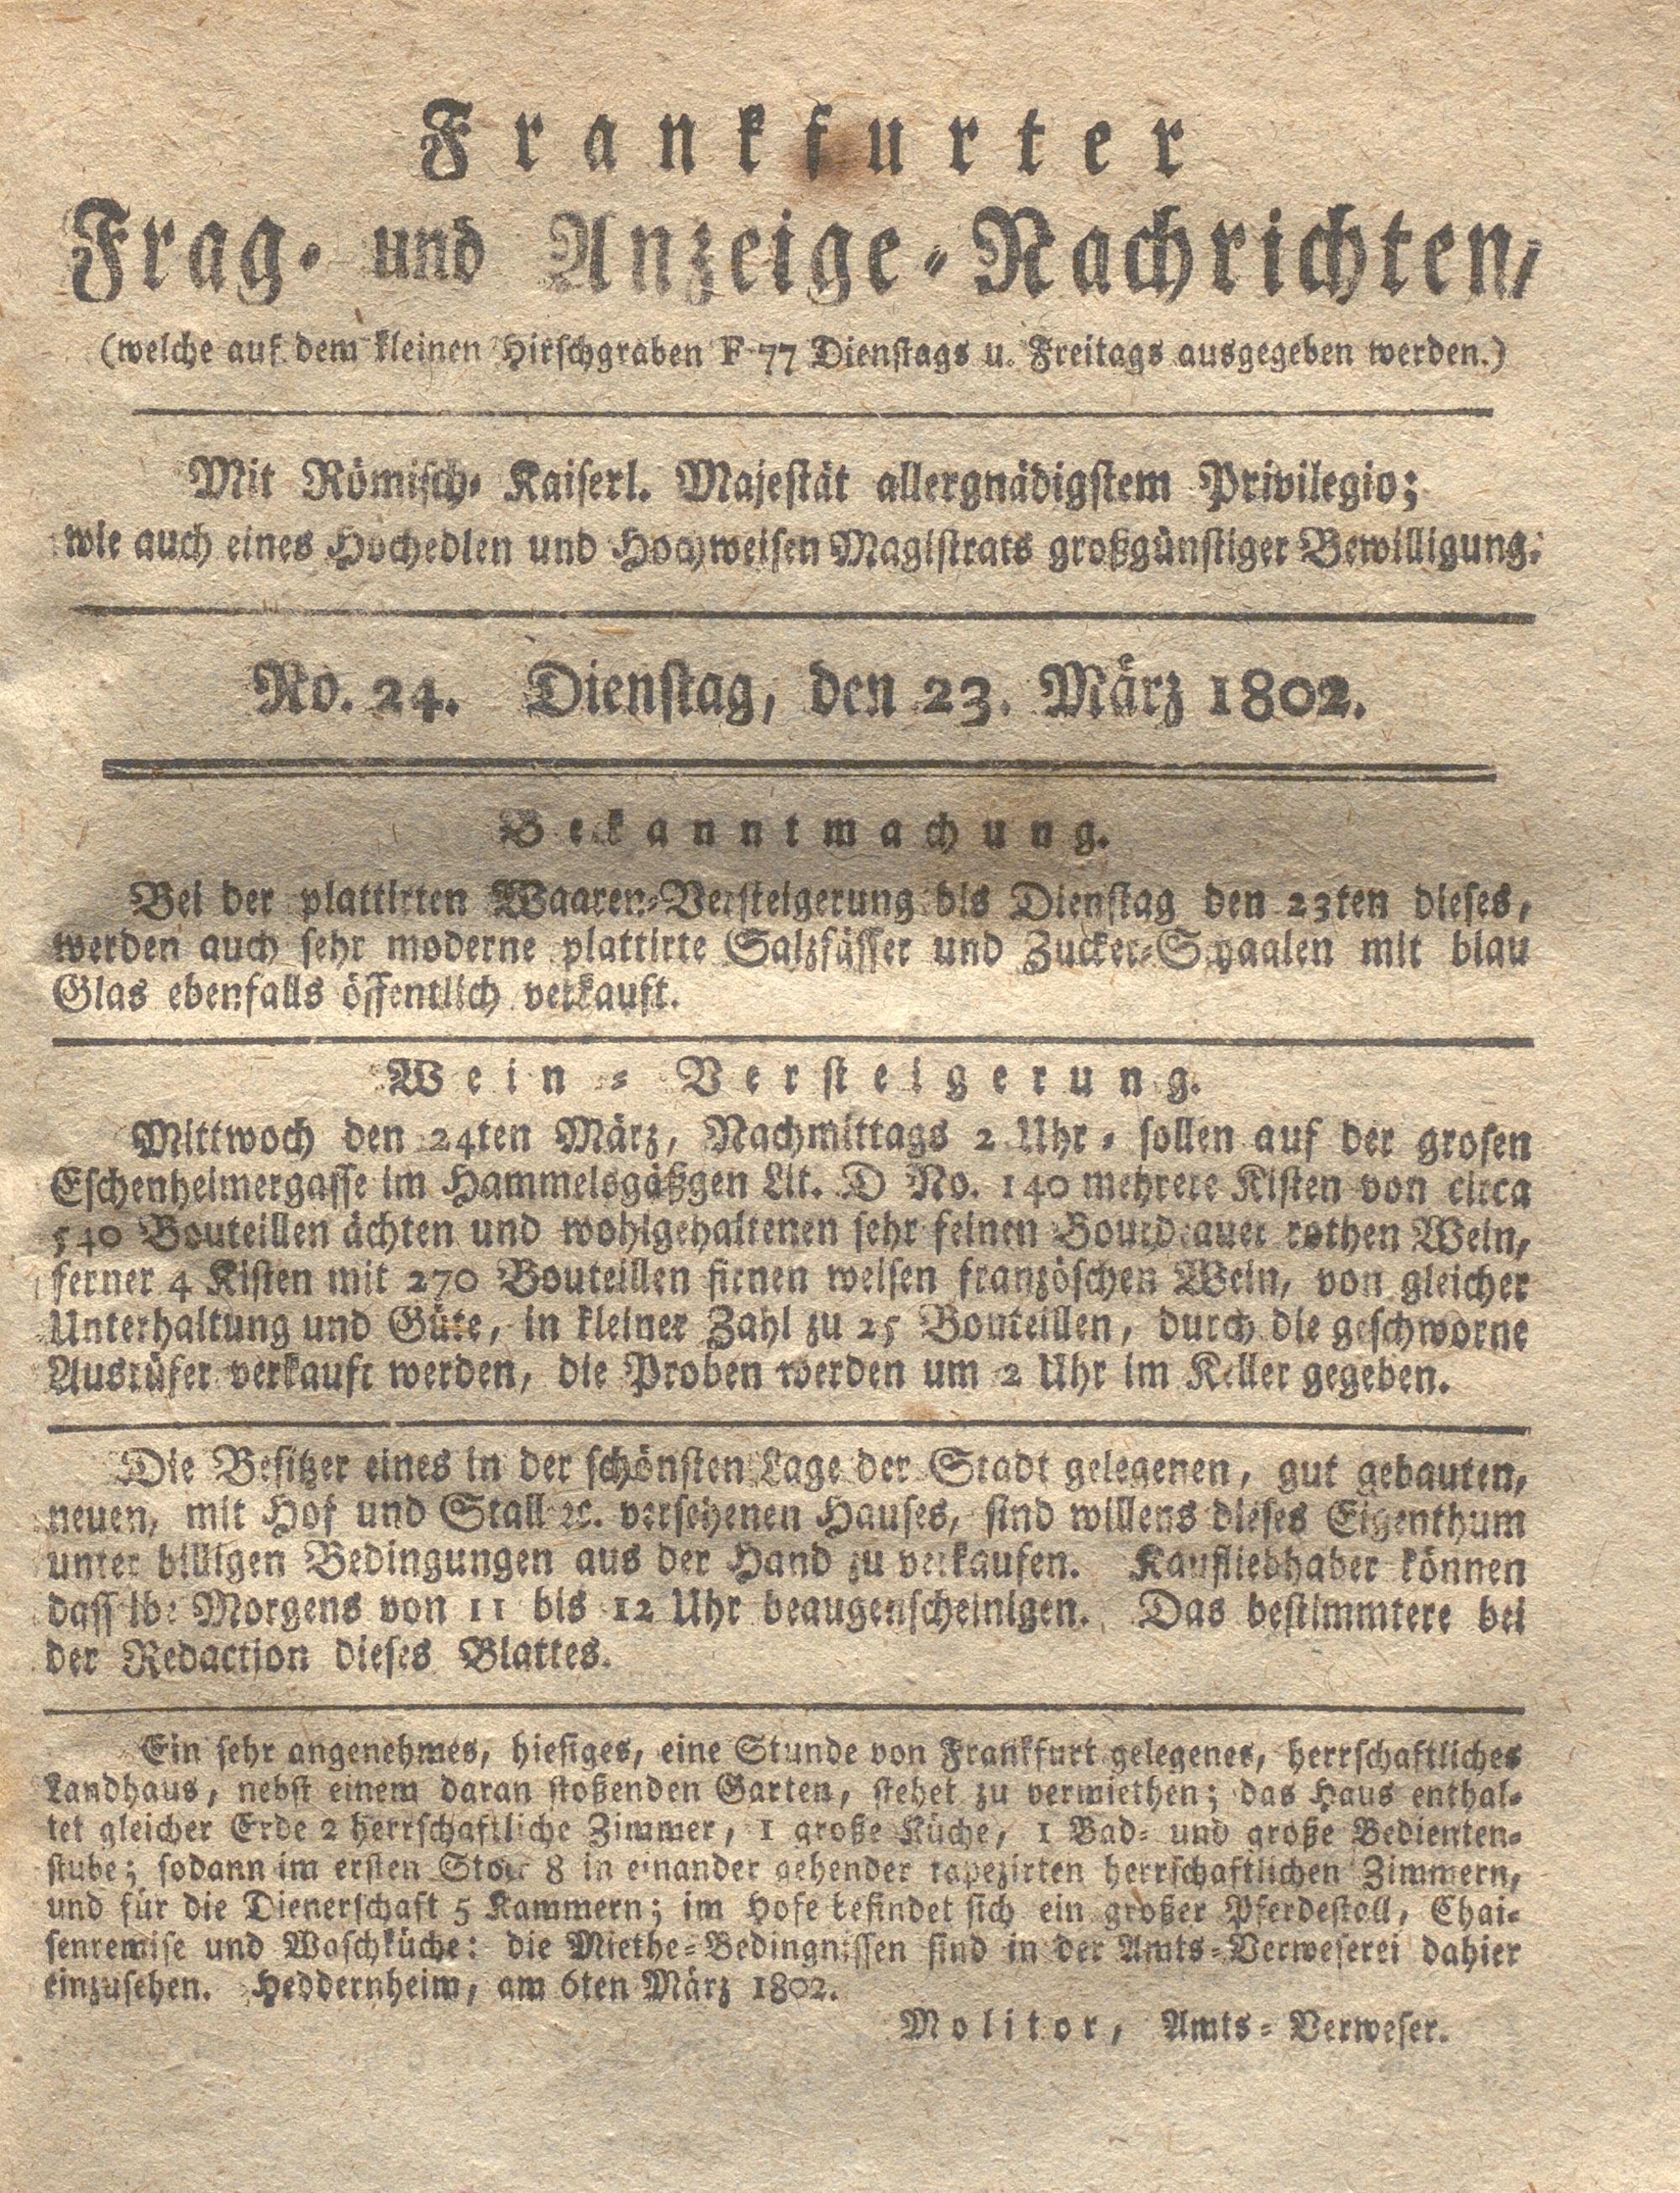 Frankfurter
Frag- und Anzeige-Nachrichten,
(welche auf dem kleinen Hirschgraben F 77 Dienstags u. Freitags ausgegeben werden.)
Mit Römisch- Kaiserl. Majestät allergnädigstem Privilegio;
wie auch eines Hochedlen und Hochweisen Magistrats großgünstiger Bewilligung.
No. 24. Dienstag, den 23. März 1802.
Bekanntmachung.
Bei der plattirten Waaren-Versteigerung bis Dienstag den 23ten dieses,
werden auch sehr moderne plattirte Salzfässer und Zucker-Schaalen mit blau
Glas ebenfalls öffentlich verkauft.
Wein-Versteigerung.
Mittwoch den 24ten März, Nachmittags 2 Uhr, sollen auf der grosen
Eschenheimergasse im Hammelsgäßgen Lit. D No. 140 mehrere Kisten von circa
540 Bouteillen ächten und wohlgehaltenen sehr feinen Bourdeauer rothen Wein,
ferner 4 Kisten mit 270 Bouteillen firnen weisen französchen Wein, von gleicher
Unterhaltung und Güte, in kleiner Zahl zu 25 Bouteillen, durch die geschworne
Ausrüfer verkauft werden, die Proben werden um 2 Uhr im Keller gegeben.
Die Besitzer eines in der schönsten Lage der Stadt gelegenen, gut gebauten,
neuen, mit Hof und Stall ꝛc. versehenen Hauses, sind willens dieses Eigenthum
unter billigen Bedingungen aus der Hand zu verkaufen. Kaufliebhaber können
dasselbe Morgens von 11 bis 12 Uhr beaugenscheinigen. Das bestimmtere bei
der Redaction dieses Blattes.
Ein sehr angenehmes, hiesiges, eine Stunde von Frankfurt gelegenes, herrschaftliches
Landhaus, nebst einem daran stoßenden Garten, stehet zu vermiethen; das Haus enthal-
tet gleicher Erde 2 herrschaftliche Zimmer, 1 große Küche, 1 Bad- und große Bedienten-
stube; sodann im ersten Stock 8 in einander gehender tapezirten herrschaftlichen Zimmern,
und für die Dienerschaft 5 Kammern; im Hofe befindet sich ein großer Pferdestall, Chai-
senremise und Waschküche: die Miethe-Bedingnissen sind in der Amts-Verweserei dahier
einzusehen. Heddernheim, am 6ten März 1802.
Molitor, Amts-Verweser.